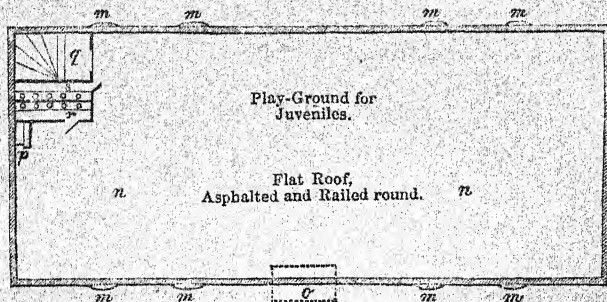 m m m m
q
Play-Ground for
Juveniles.
r
p
Flat Roof,
n Asphalted and Railed round. n
m m o m m